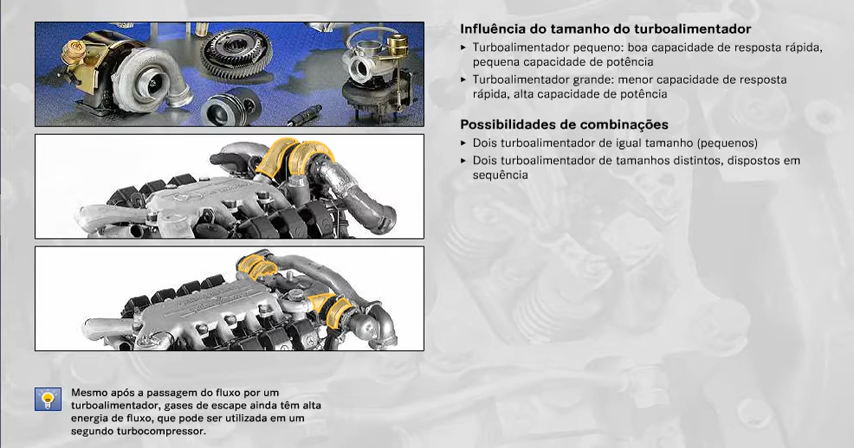 Influência do tamanho do turboalimentador
▸ Turboalimentador pequeno: boa capacidade de resposta rápida,
pequena capacidade de potência
▸ Turboalimentador grande: menor capacidade de resposta
rápida, alta capacidade de potência
Possibilidades de combinações
▸ Dois turboalimentador de igual tamanho (pequenos)
▸ Dois turboalimentador de tamanhos distintos, dispostos em
sequência
Mesmo após a passagem do fluxo por um
turboalimentador, gases de escape ainda têm alta
energia de fluxo, que pode ser utilizada em um
segundo turbocompressor.